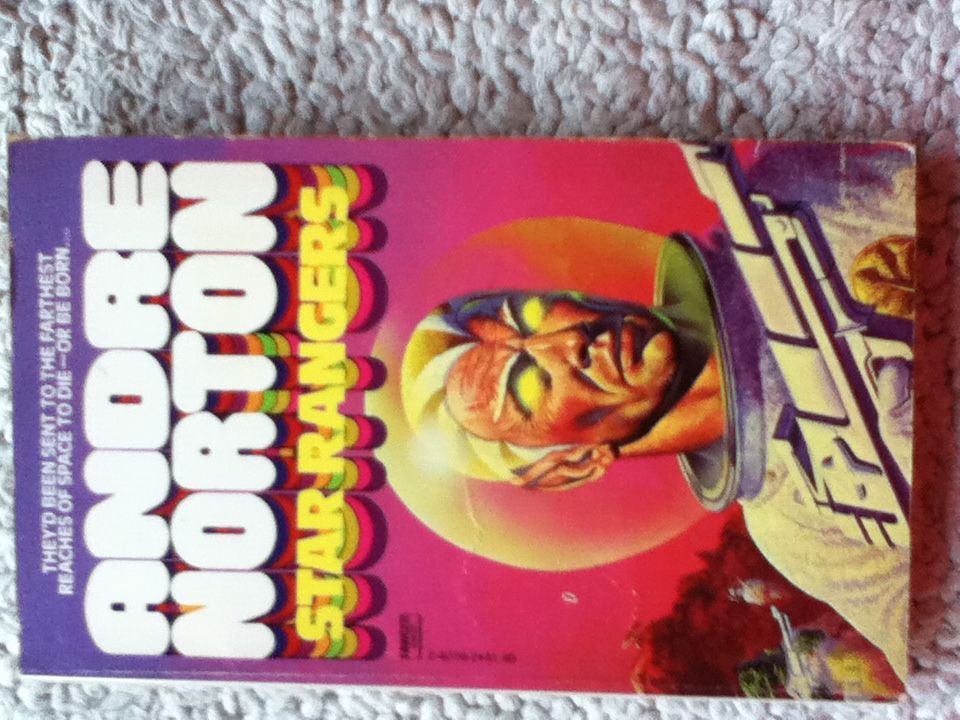 THEY'D BEEN SENT TO THE FARTHEST
REACHES OF SPACE TO DIE—OR BE BORN...
ANDRE
NORTON
STAR RANGERS